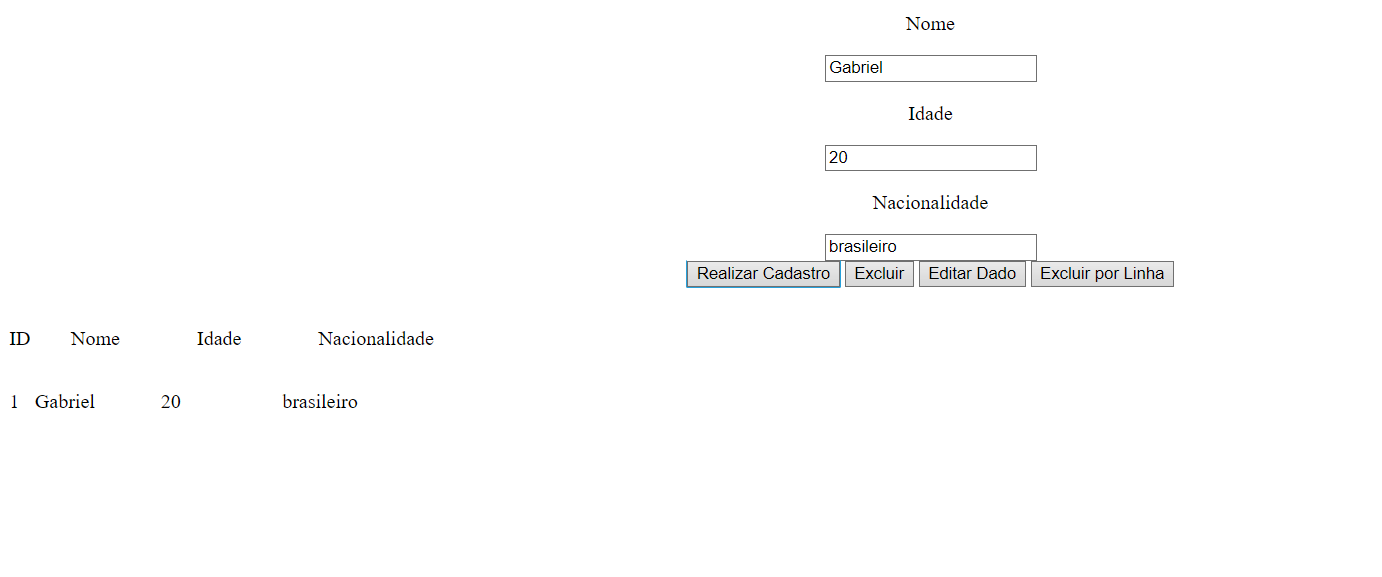 Nome
Gabriel
Idade
20
Nacionalidade
brasileiro
Realizar Cadastro Excluir Editar Dado Excluir por Linha
ID Nome Idade Nacionalidade
1 Gabriel 20 brasileiro